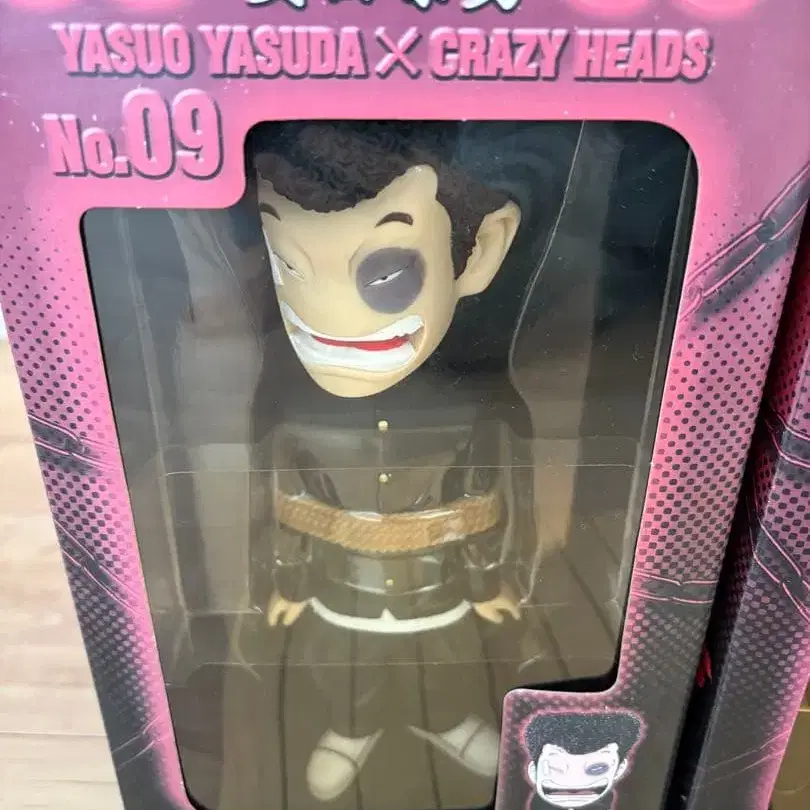 YASUO YASUDA × CRAZY HEADS
No.09